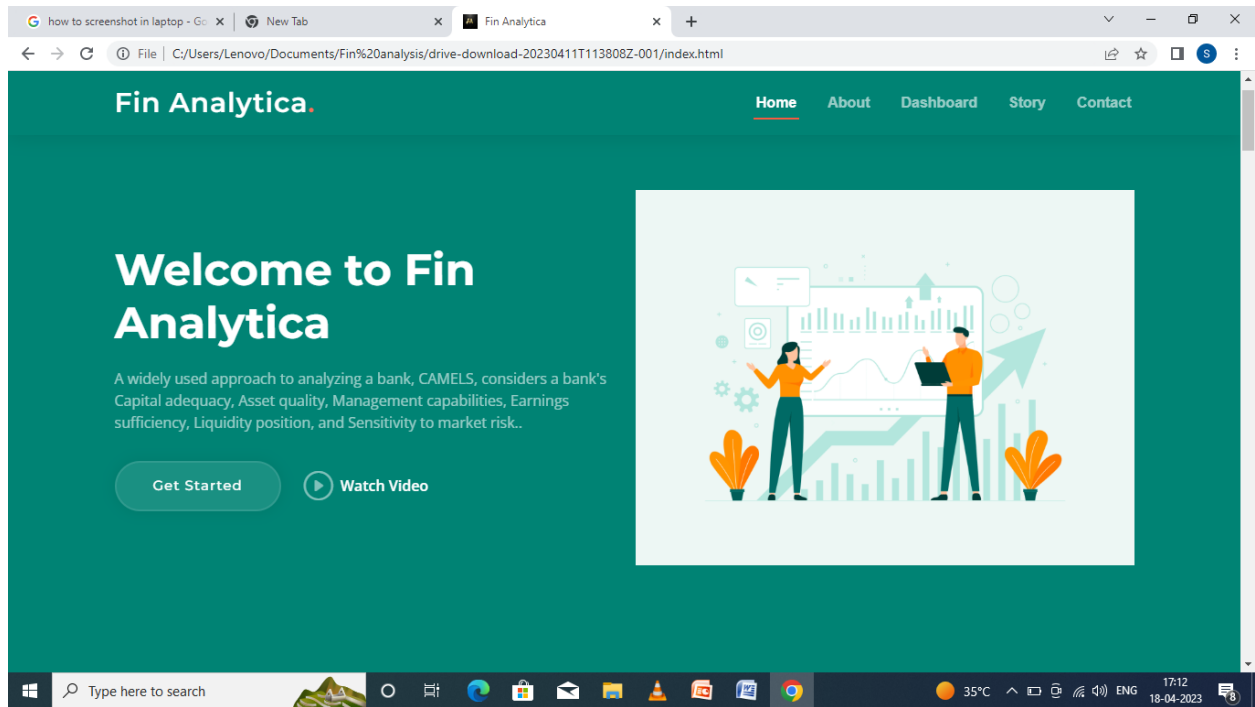 how to screenshot in laptop - Go
New Tab
Fin Analytica
File
C:/Users/Lenovo/Documents/Fin%20analysis/drive-download-20230411T113808Z-001/index.html
S
Fin Analytica.
Home
About
Dashboard
Story
Contact
Welcome to Fin
Analytica
A widely used approach to analyzing a bank, CAMELS, considers a bank's
Capital adequacy, Asset quality, Management capabilities, Earnings
sufficiency, Liquidity position, and Sensitivity to market risk..
Get Started
Watch Video
Type here to search
35°C
ENG
17:12
18-04-2023
8